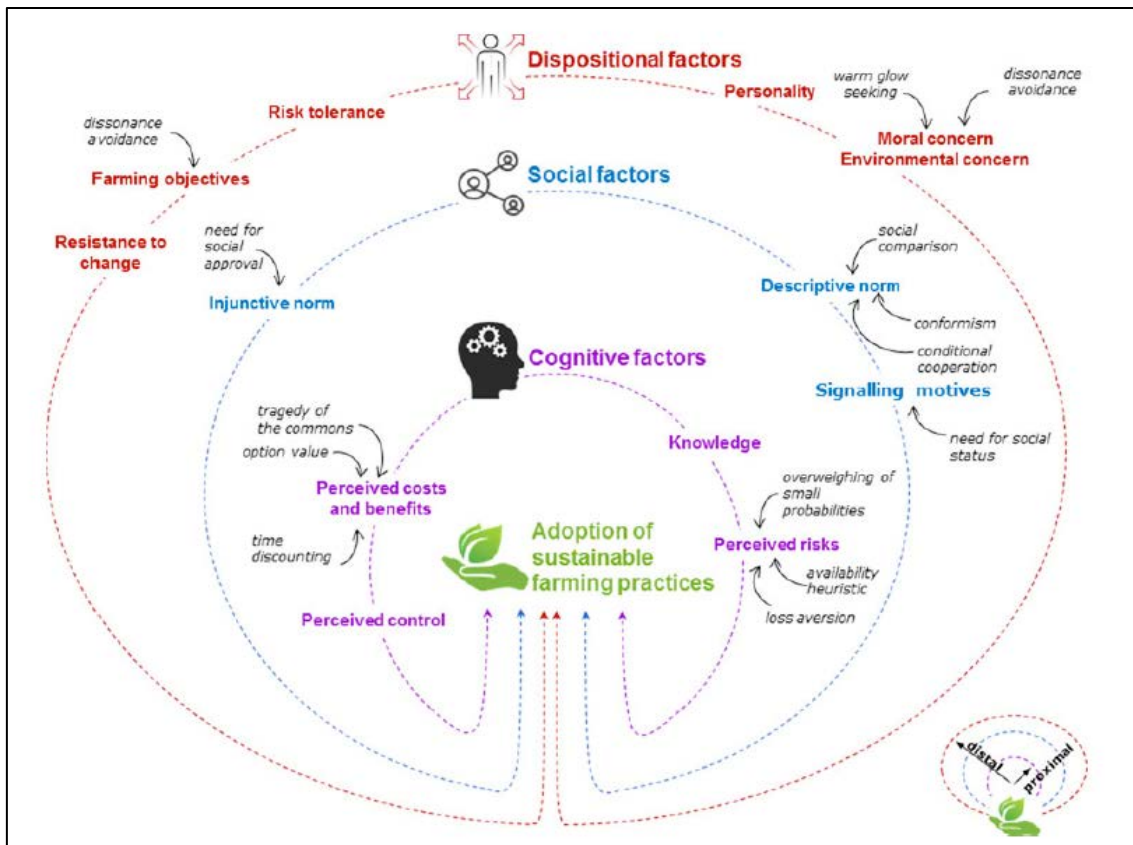 Dispositional factors
Risk tolerance
Personality
warm glow
seeking
dissonance
avoidance
dissonance
avoidance
Farming objectives
Moral concern
Environmental concern
Resistance to
change
Social factors
need for
social
approval
Injunctive norm
social
comparison
Descriptive norm
conformism
conditional
cooperation
Signalling motives
need for social
status
Cognitive factors
tragedy of
the commons
option value
Perceived costs
and benefits
time
discounting
Perceived control
Knowledge
overweighing of
small
probabilities
Perceived risks
availability
heuristic
loss aversion
Adoption of
sustainable
farming practices
distal
proximal